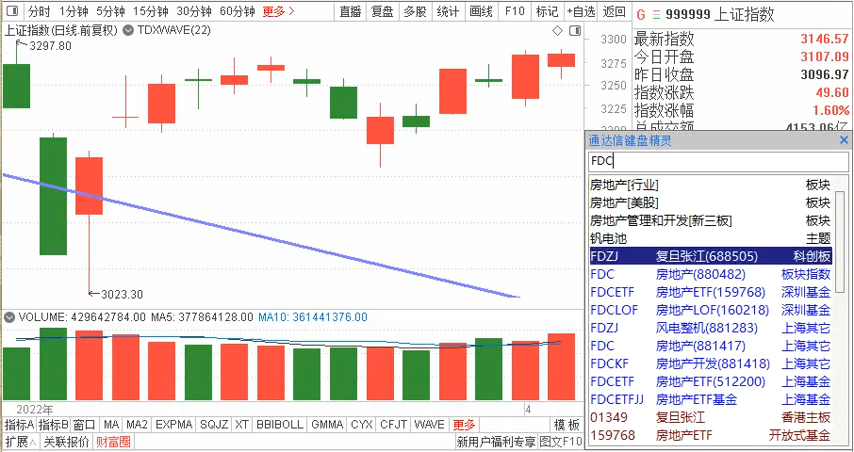 分时 1分钟 5分钟 15分钟 30分钟 60分钟 更多> 直播 复盘 多股 统计 画线 F10 标记 +自选 返回
G 999999 上证指数
上证指数(日线.前复权) TDXWAVE(22)
3297.80
3300
3275
3250
3225
3200
3023.30
最新指数 3146.57
今日开盘 3107.09
昨日收盘 3096.97
指数涨跌 49.60
指数涨幅 1.60%
总成交额 4153.06亿
通达信键盘精灵
FDC
房地产[行业] 板块
房地产[美股] 板块
房地产管理和开发[新三板] 板块
钒电池 主题
FDZJ 复旦张江(688505) 科创板
FDC 房地产(880482) 板块指数
FDCETF 房地产ETF(159768) 深圳基金
FDCLOF 房地产LOF(160218) 深圳基金
FDZJ 风电整机(881283) 上海其它
FDC 房地产(881417) 上海其它
FDCKF 房地产开发(881418) 上海其它
FDCETF 房地产ETF(512200) 上海基金
FDCETFJJ 房地产ETF基金 上海基金
01349 复旦张江 香港主板
159768 房地产ETF 开放式基金
VOLUME: 429642784.00 MA5: 377864128.00 MA10: 361441376.00
2022年 4
指标A 指标B 窗口 MA MA2 EXPMA SQJZ XT BBIBOLL GMMA CYX CFJT WAVE 更多 模板
扩展∧ 关联报价 财富圈 新用户福利专享 图文F10